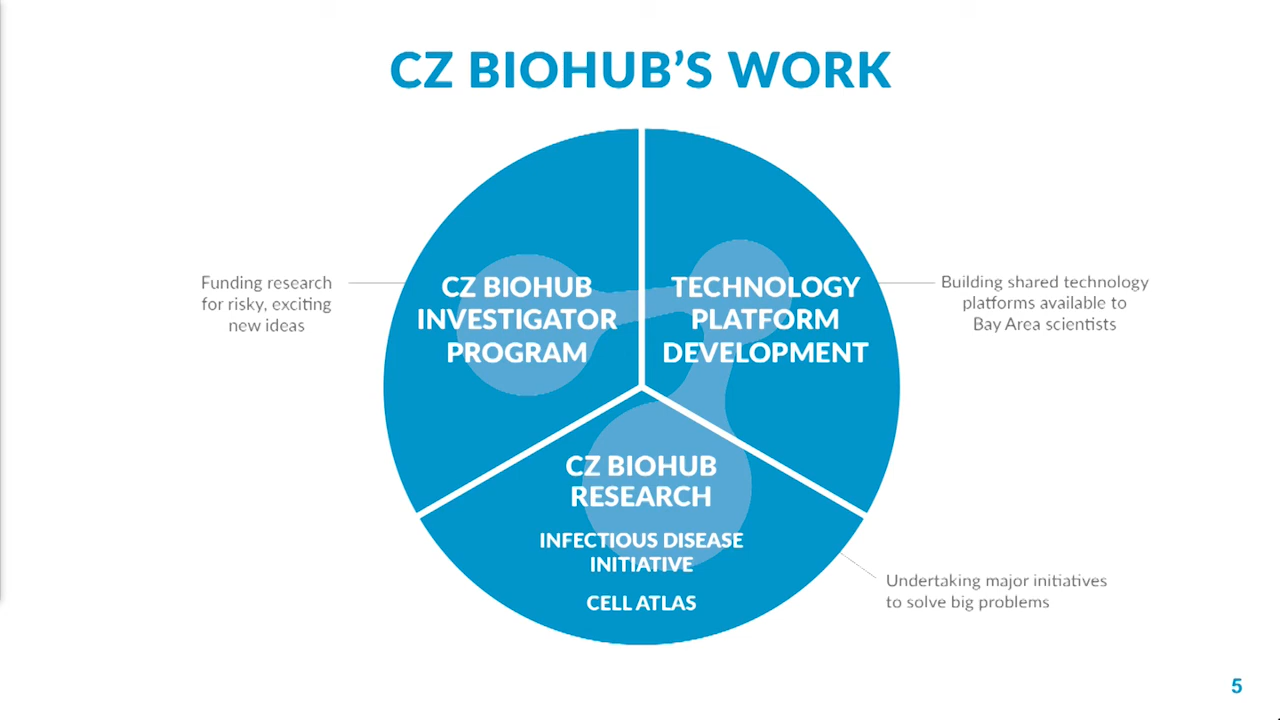 CZ BIOHUB'S WORK
Funding research
for risky, exciting
new ideas
CZ BIOHUB
INVESTIGATOR
PROGRAM
TECHNOLOGY
PLATFORM
DEVELOPMENT
Building shared technology
platforms available to
Bay Area scientists
CZ BIOHUB
RESEARCH
INFECTIOUS DISEASE
INITIATIVE
CELL ATLAS
Undertaking major initiatives
to solve big problems
5